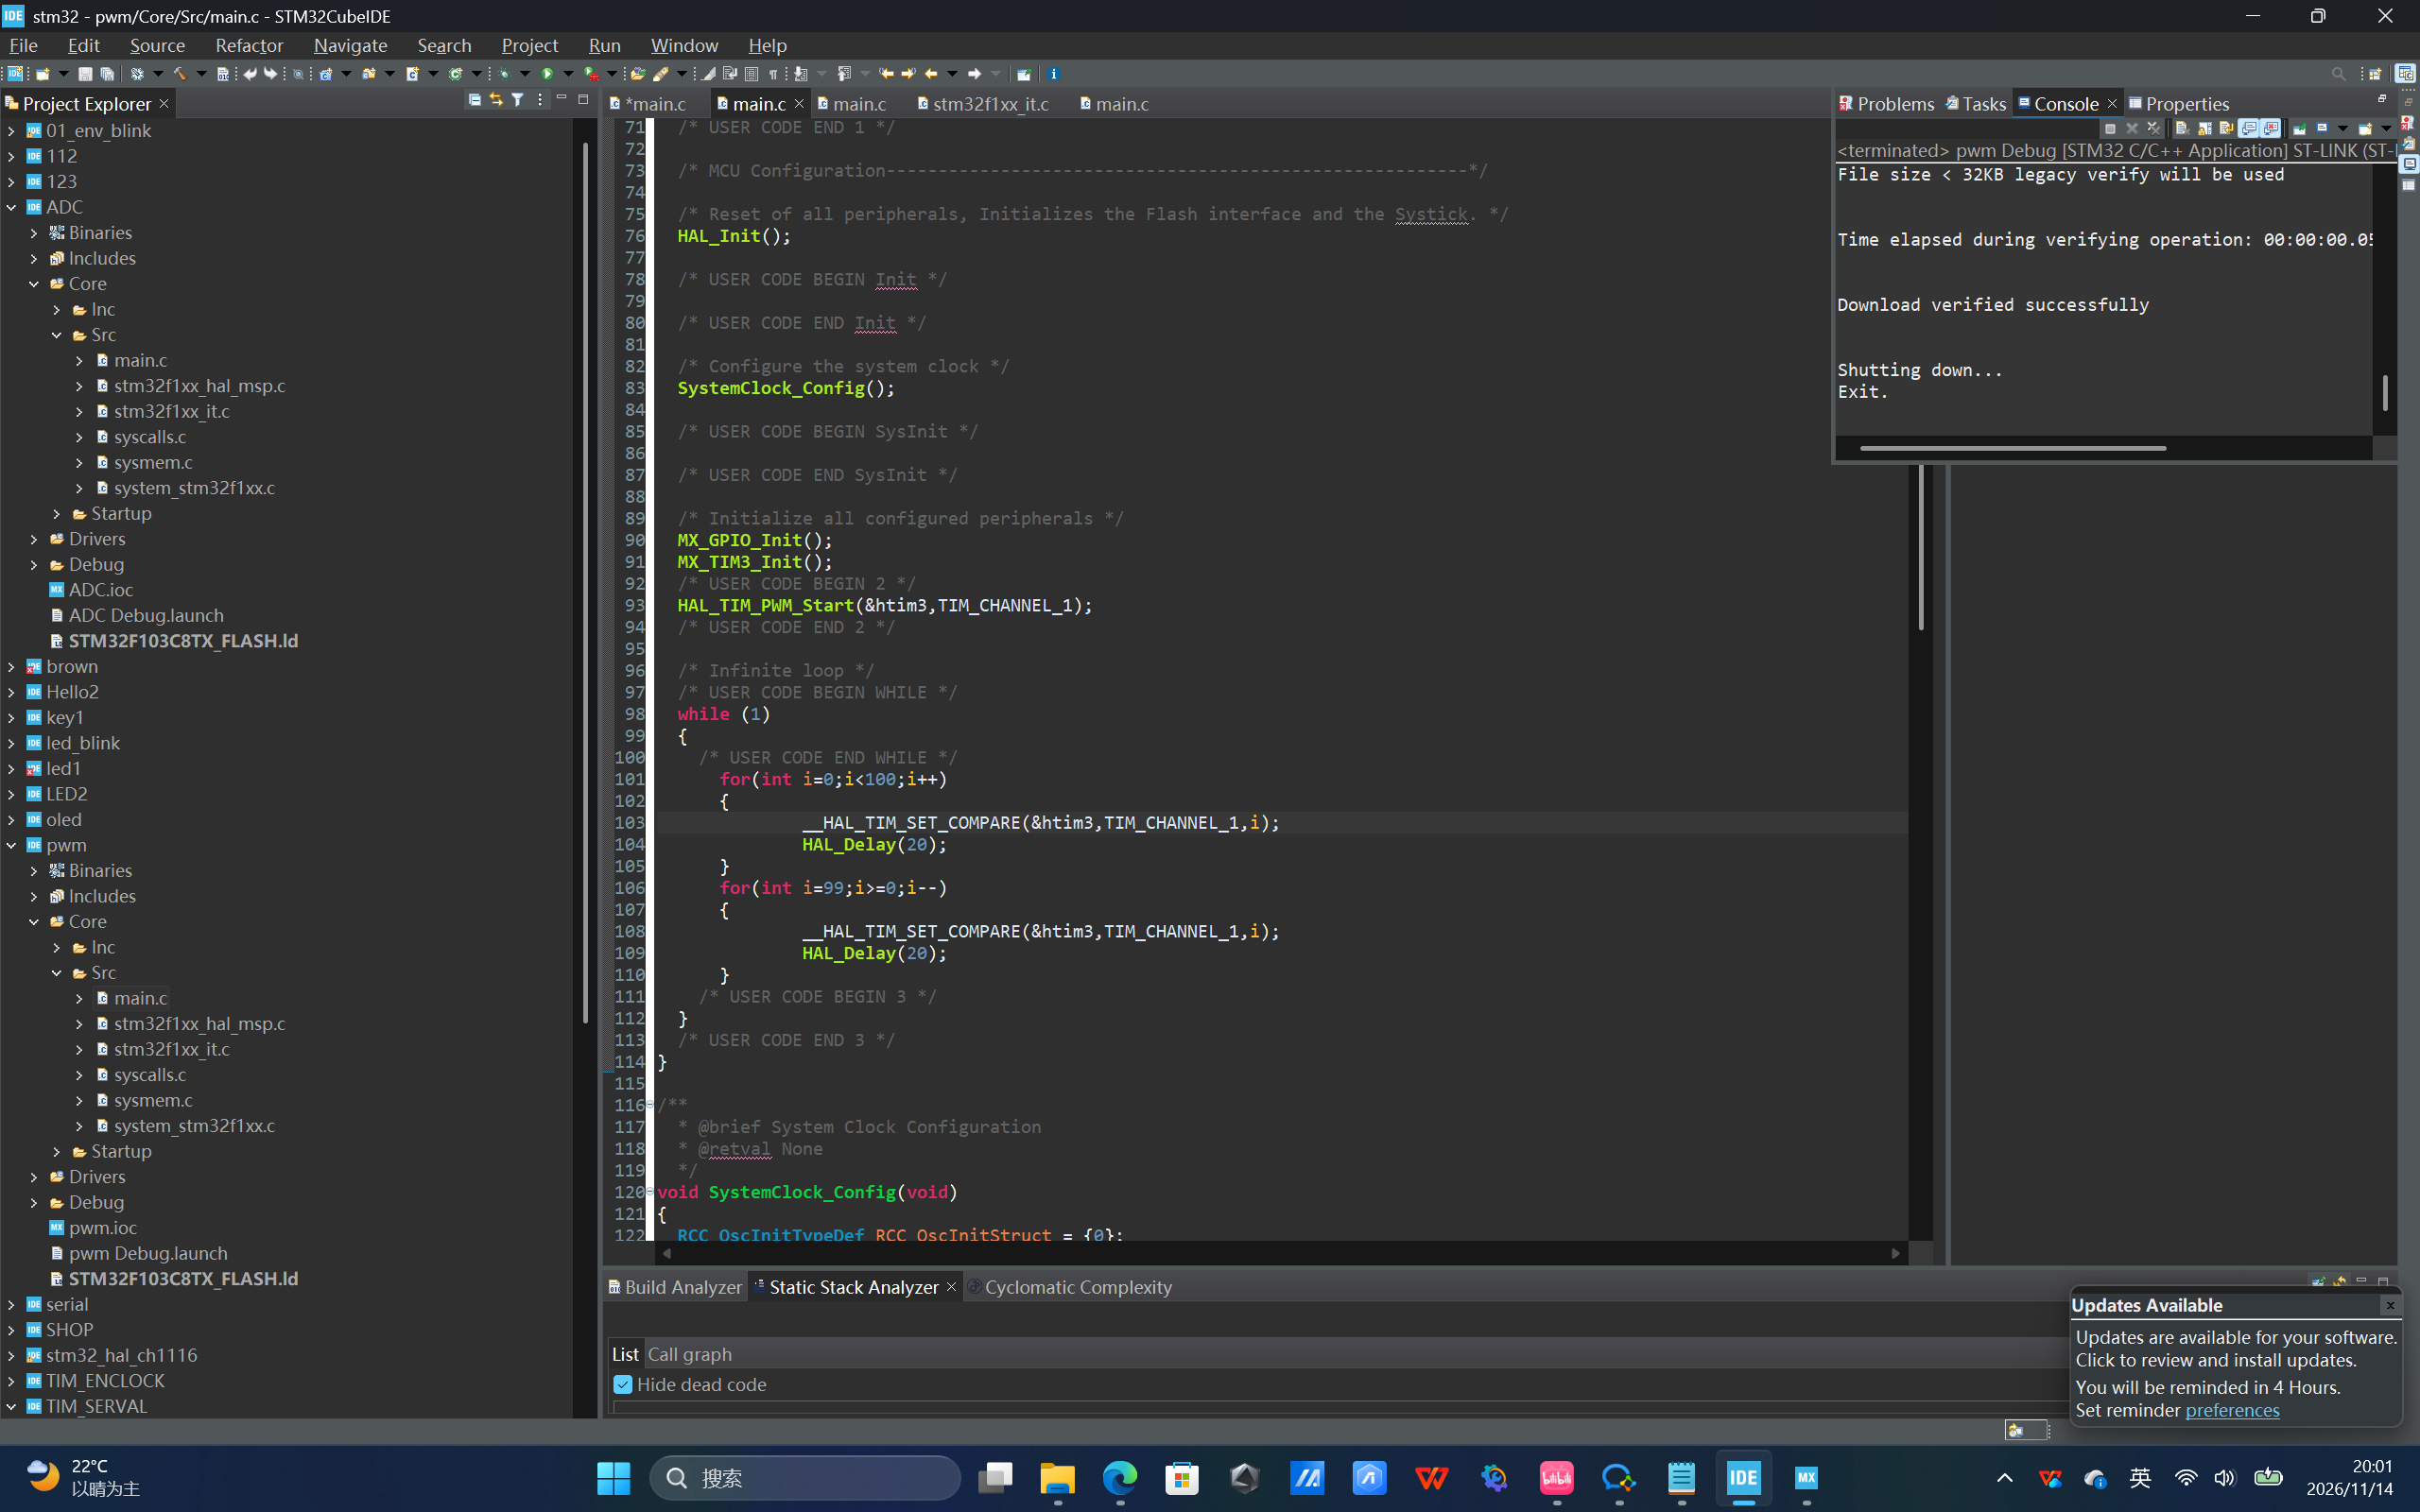 stm32 - pwm/Core/Src/main.c - STM32CubeIDE
File Edit Source Refactor Navigate Search Project Run Window Help
Project Explorer
01_env_blink
112
123
ADC
Binaries
Includes
Core
Inc
Src
main.c
stm32f1xx_hal_msp.c
stm32f1xx_it.c
syscalls.c
sysmem.c
system_stm32f1xx.c
Startup
Drivers
Debug
ADC.ioc
ADC Debug.launch
STM32F103C8TX_FLASH.ld
brown
Hello2
key1
led_blink
led1
LED2
oled
pwm
Binaries
Includes
Core
Inc
Src
main.c
stm32f1xx_hal_msp.c
stm32f1xx_it.c
syscalls.c
sysmem.c
system_stm32f1xx.c
Startup
Drivers
Debug
pwm.ioc
pwm Debug.launch
STM32F103C8TX_FLASH.ld
serial
SHOP
stm32_hal_ch1116
TIM_ENCLOCK
TIM_SERVAL
*main.c main.c main.c stm32f1xx_it.c main.c
71 /* USER CODE END 1 */
72
73 /* MCU Configuration--------------------------------------------------------*/
74
75 /* Reset of all peripherals, Initializes the Flash interface and the Systick. */
76 HAL_Init();
77
78 /* USER CODE BEGIN Init */
79
80 /* USER CODE END Init */
81
82 /* Configure the system clock */
83 SystemClock_Config();
84
85 /* USER CODE BEGIN SysInit */
86
87 /* USER CODE END SysInit */
88
89 /* Initialize all configured peripherals */
90 MX_GPIO_Init();
91 MX_TIM3_Init();
92 /* USER CODE BEGIN 2 */
93 HAL_TIM_PWM_Start(&htim3,TIM_CHANNEL_1);
94 /* USER CODE END 2 */
95
96 /* Infinite loop */
97 /* USER CODE BEGIN WHILE */
98 while (1)
99 {
100 /* USER CODE END WHILE */
101 for(int i=0;i<100;i++)
102 {
103 __HAL_TIM_SET_COMPARE(&htim3,TIM_CHANNEL_1,i);
104 HAL_Delay(20);
105 }
106 for(int i=99;i>=0;i--)
107 {
108 __HAL_TIM_SET_COMPARE(&htim3,TIM_CHANNEL_1,i);
109 HAL_Delay(20);
110 }
111 /* USER CODE BEGIN 3 */
112 }
113 /* USER CODE END 3 */
114 }
115
116 /**
117 * @brief System Clock Configuration
118 * @retval None
119 */
120 void SystemClock_Config(void)
121 {
122 RCC_OscInitTypeDef RCC_OscInitStruct = {0};
Problems Tasks Console Properties
<terminated> pwm Debug [STM32 C/C++ Application] ST-LINK (ST-
File size < 32KB legacy verify will be used
Time elapsed during verifying operation: 00:00:00.05
Download verified successfully
Shutting down...
Exit.
Build Analyzer Static Stack Analyzer Cyclomatic Complexity
List Call graph
Hide dead code
Updates Available
Updates are available for your software.
Click to review and install updates.
You will be reminded in 4 Hours.
Set reminder preferences
22°C
以晴为主
搜索
IDE
MX
英
20:01
2026/11/14